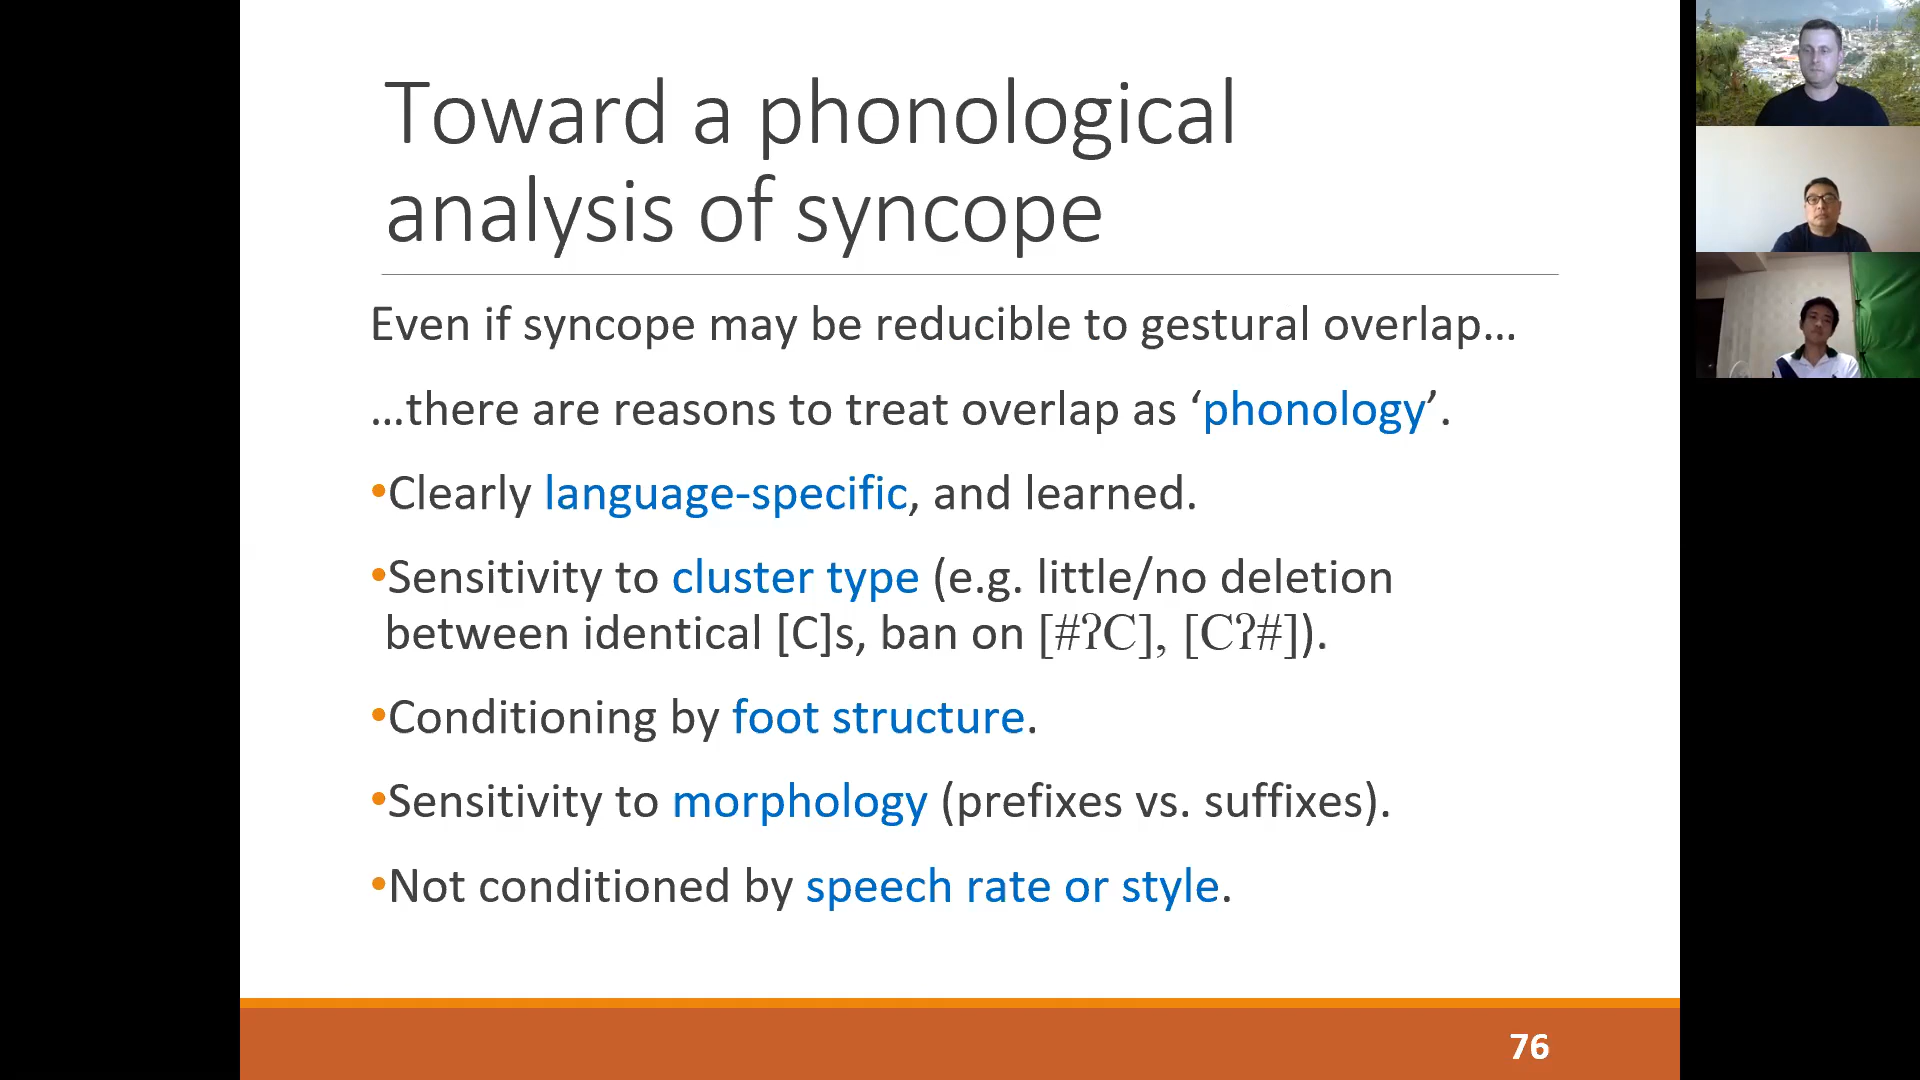 Toward a phonological
analysis of syncope
Even if syncope may be reducible to gestural overlap…
…there are reasons to treat overlap as ‘phonology’.
•Clearly language-specific, and learned.
•Sensitivity to cluster type (e.g. little/no deletion
between identical [C]s, ban on [#ʔC], [Cʔ#]).
•Conditioning by foot structure.
•Sensitivity to morphology (prefixes vs. suffixes).
•Not conditioned by speech rate or style.
76